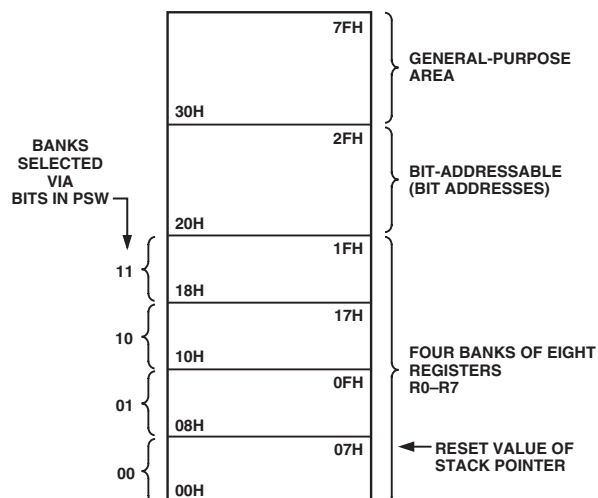 7FH
GENERAL-PURPOSE
AREA
30H
BANKS
SELECTED
VIA
BITS IN PSW
2FH
BIT-ADDRESSABLE
(BIT ADDRESSES)
20H
11
1FH
18H
10
17H
10H
FOUR BANKS OF EIGHT
REGISTERS
R0–R7
01
0FH
08H
00
07H
RESET VALUE OF
STACK POINTER
00H